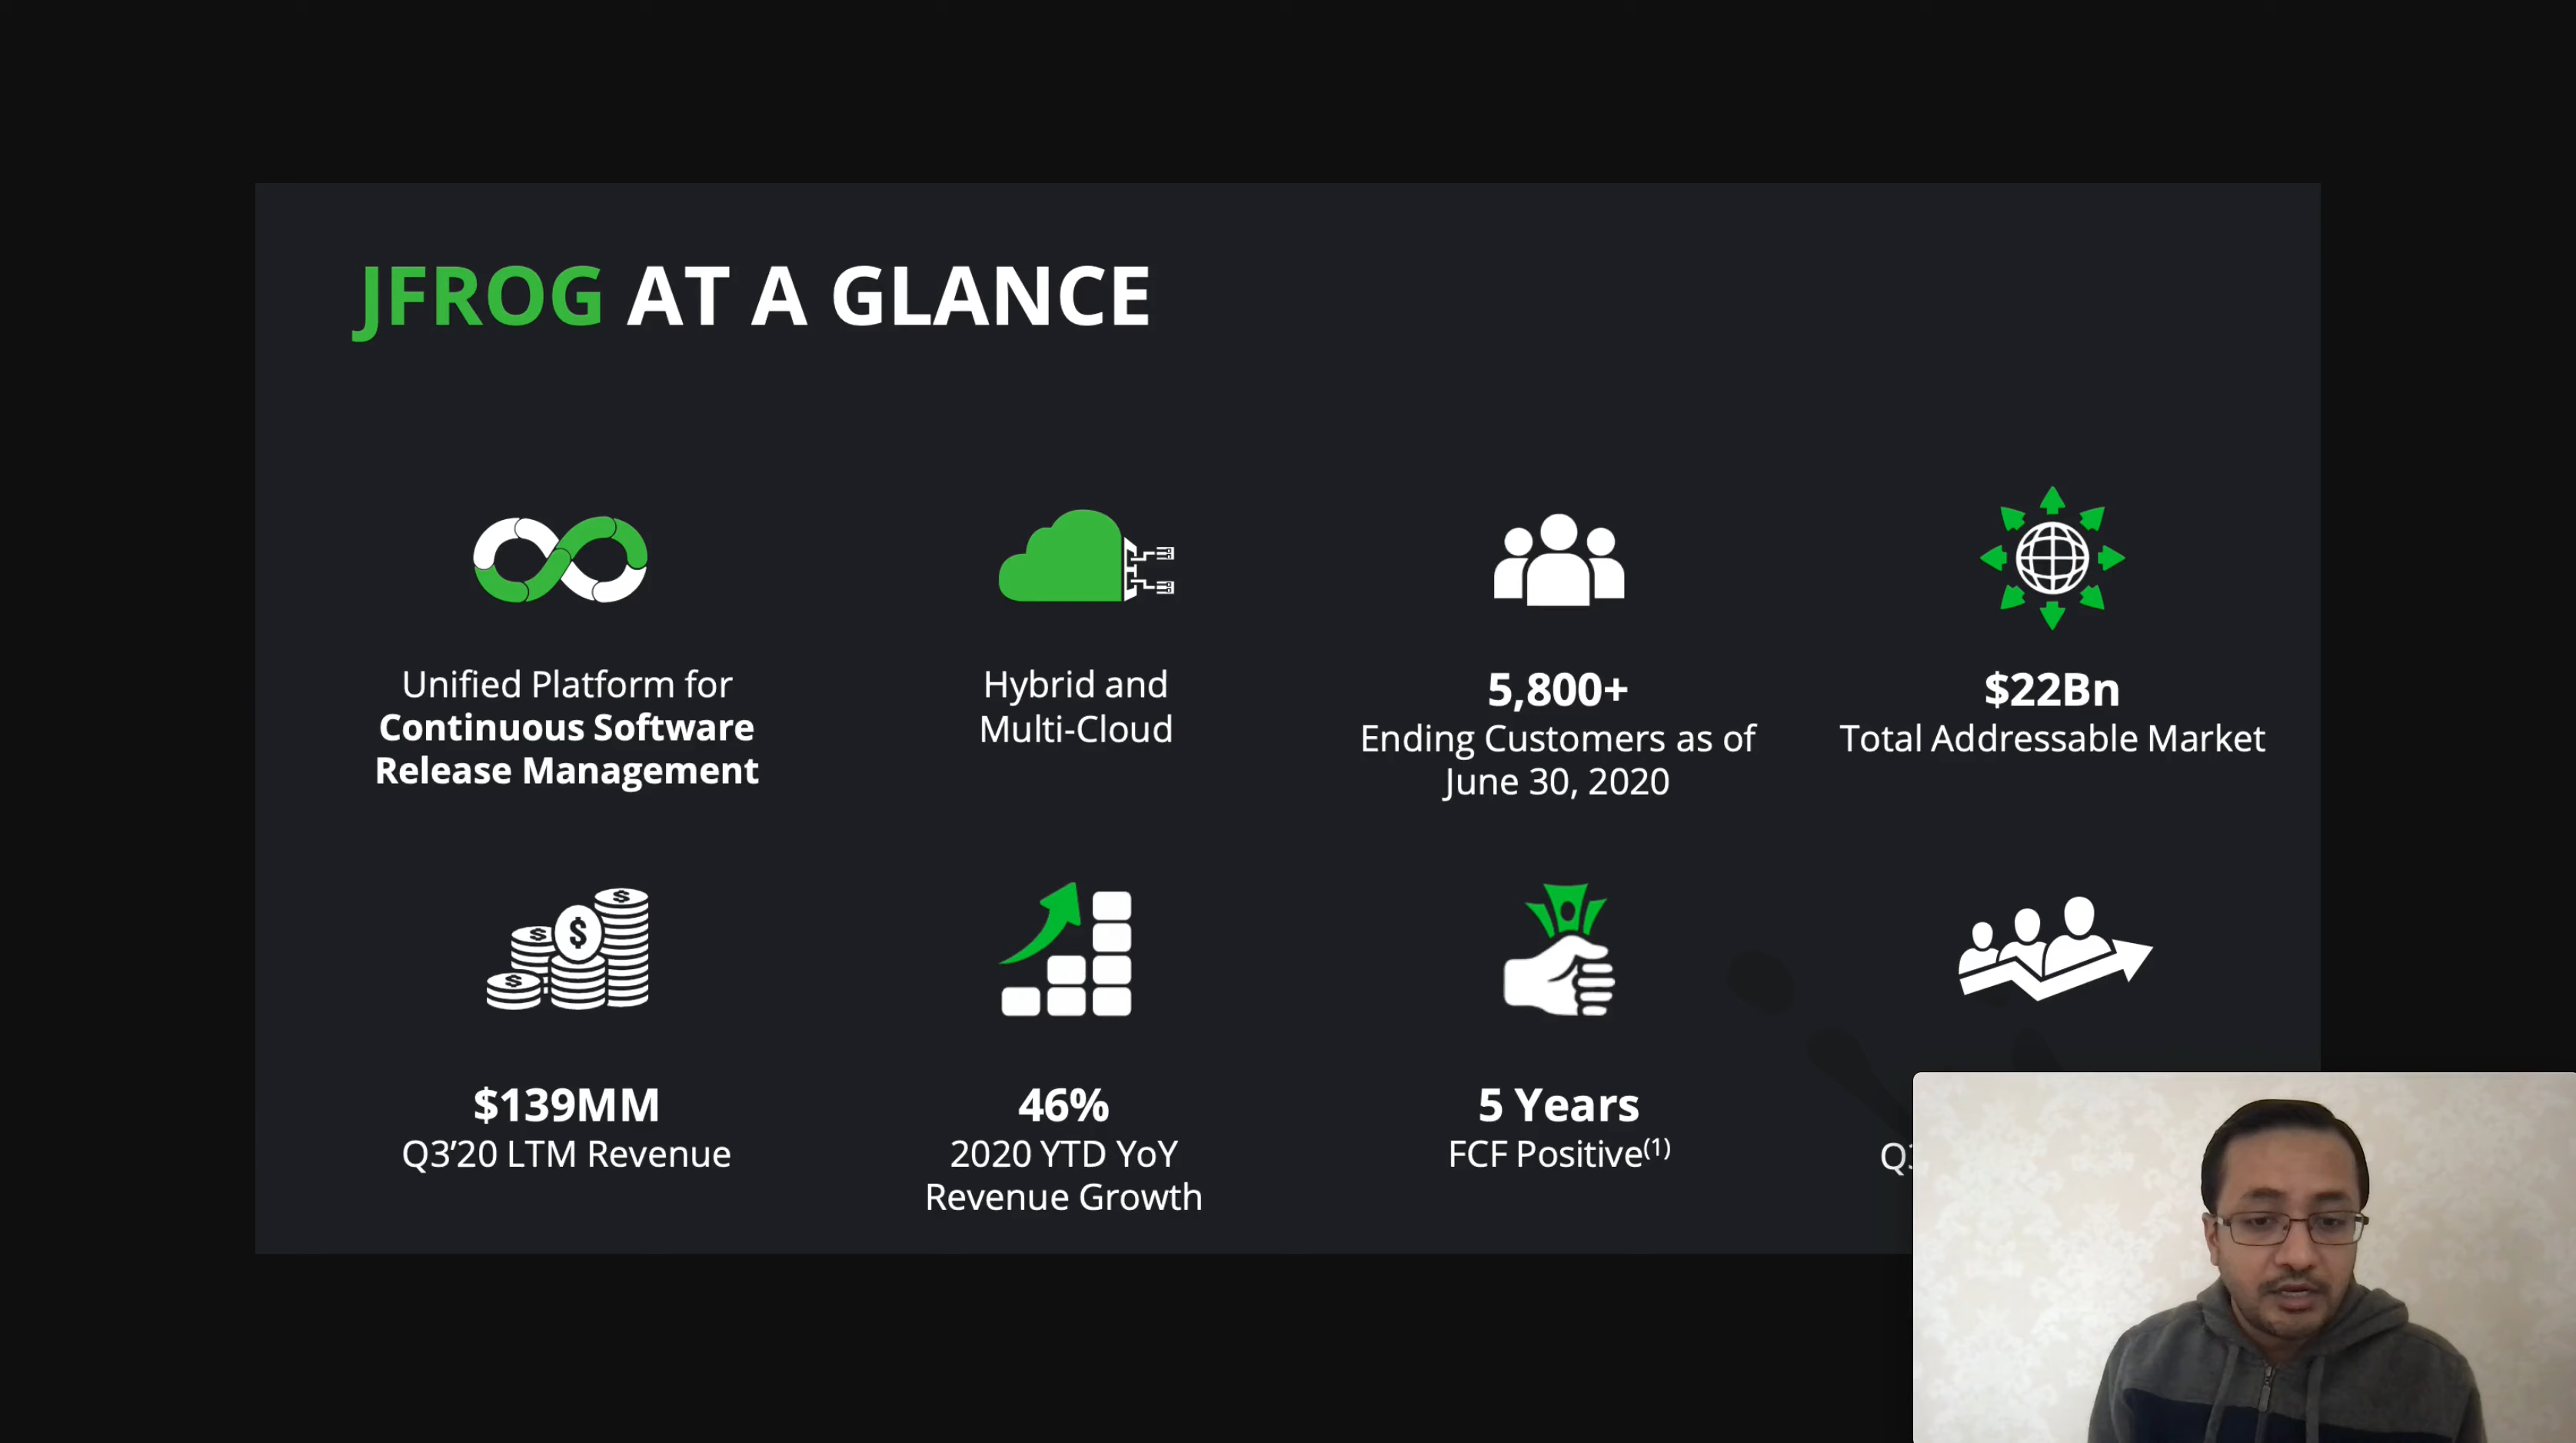 JFROG AT A GLANCE
Unified Platform for
Continuous Software
Release Management
Hybrid and
Multi-Cloud
5,800+
Ending Customers as of
June 30, 2020
$22Bn
Total Addressable Market
$139MM
Q3’20 LTM Revenue
46%
2020 YTD YoY
Revenue Growth
5 Years
FCF Positive(1)